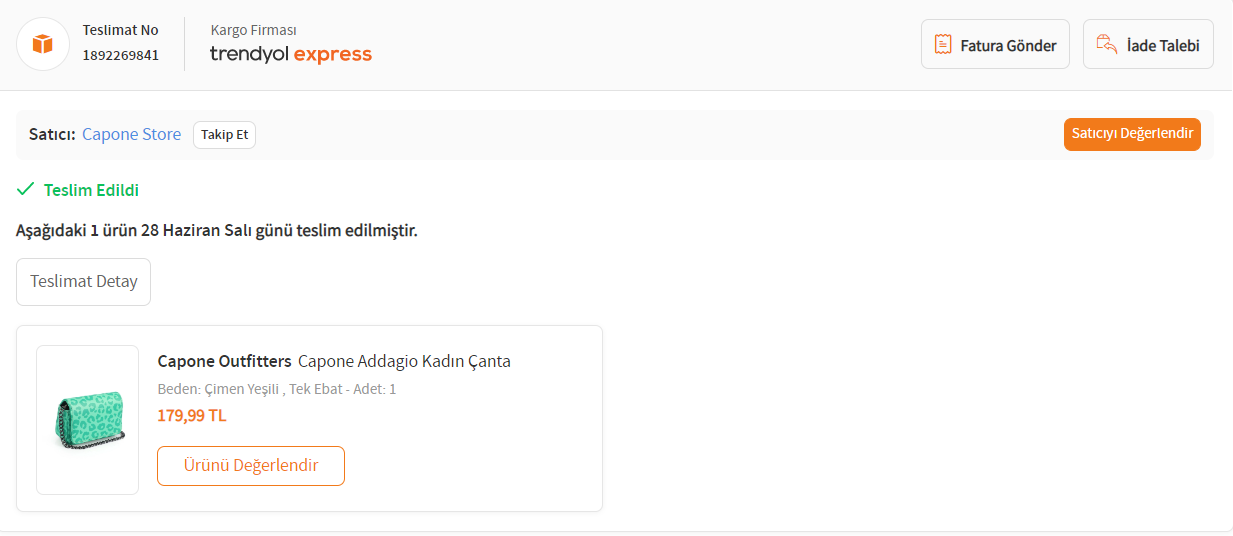 Teslimat No
1892269841
Kargo Firması
trendyol express
Fatura Gönder
İade Talebi
Satıcı: Capone Store
Takip Et
Satıcıyı Değerlendir
Teslim Edildi
Aşağıdaki 1 ürün 28 Haziran Salı günü teslim edilmiştir.
Teslimat Detay
Capone Outfitters Capone Addagio Kadın Çanta
Beden: Çimen Yeşili , Tek Ebat - Adet: 1
179,99 TL
Ürünü Değerlendir